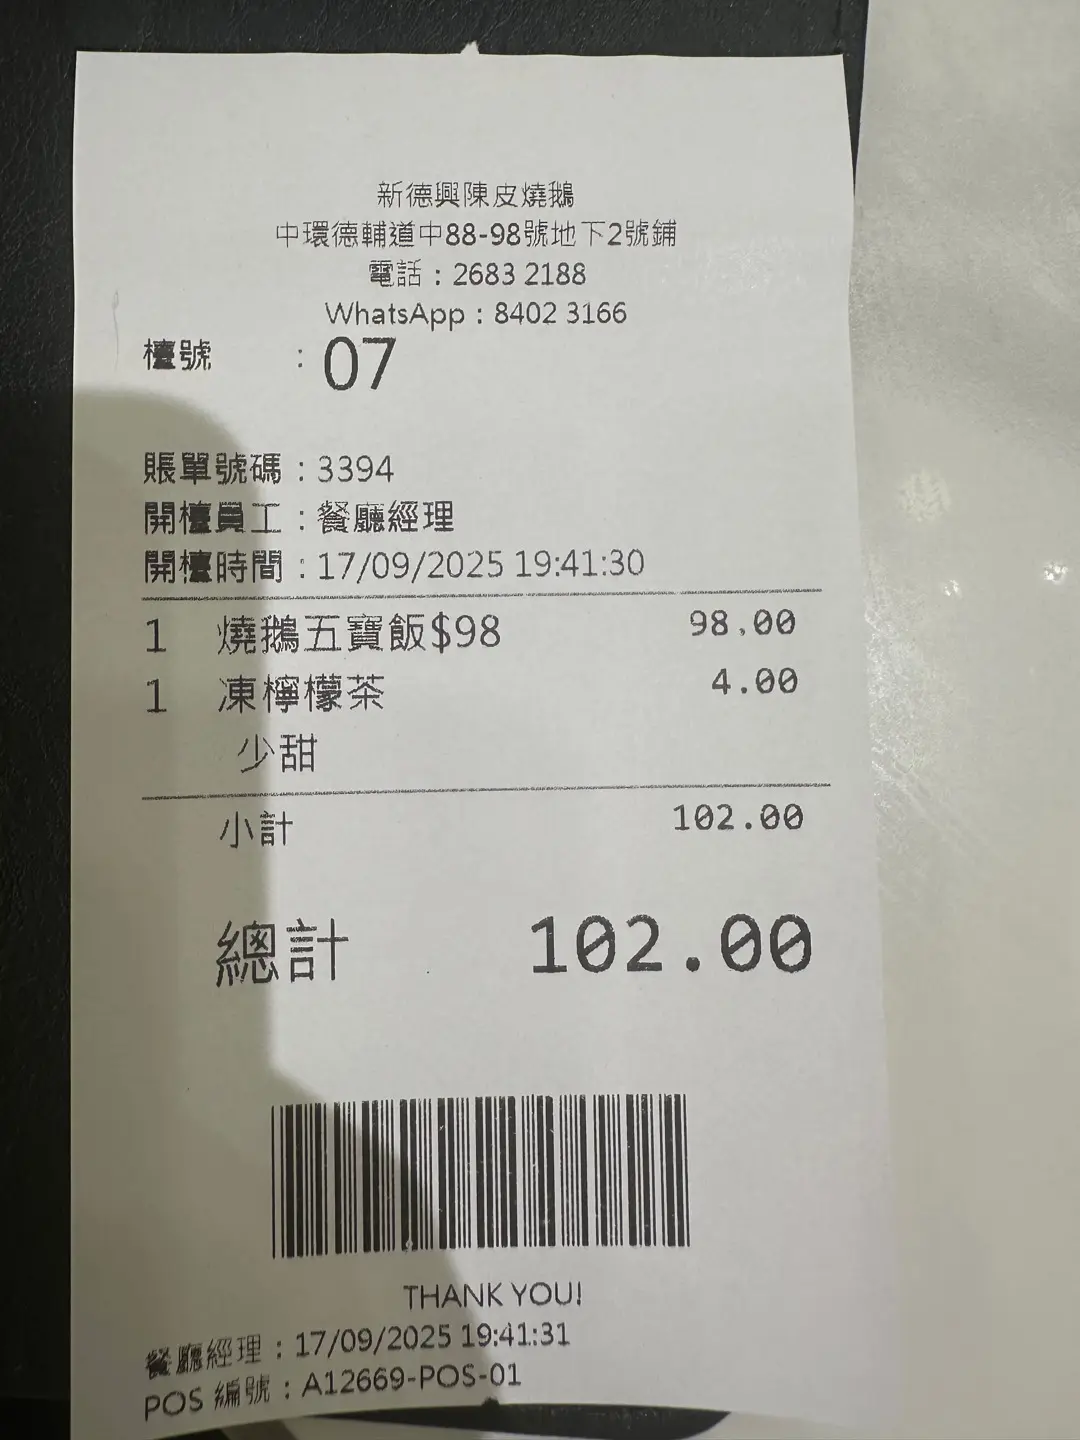 新德興陳皮燒鵝
中環德輔道中88-98號地下2號鋪
電話：2683 2188
WhatsApp：8402 3166
檯號 : 07
賬單號碼：3394
開檯員工：餐廳經理
開檯時間：17/09/2025 19:41:30
1 燒鵝五寶飯$98 98.00
1 凍檸檬茶 4.00
少甜
小計 102.00
總計 102.00
THANK YOU!
餐廳經理：17/09/2025 19:41:31
POS 編號：A12669-POS-01